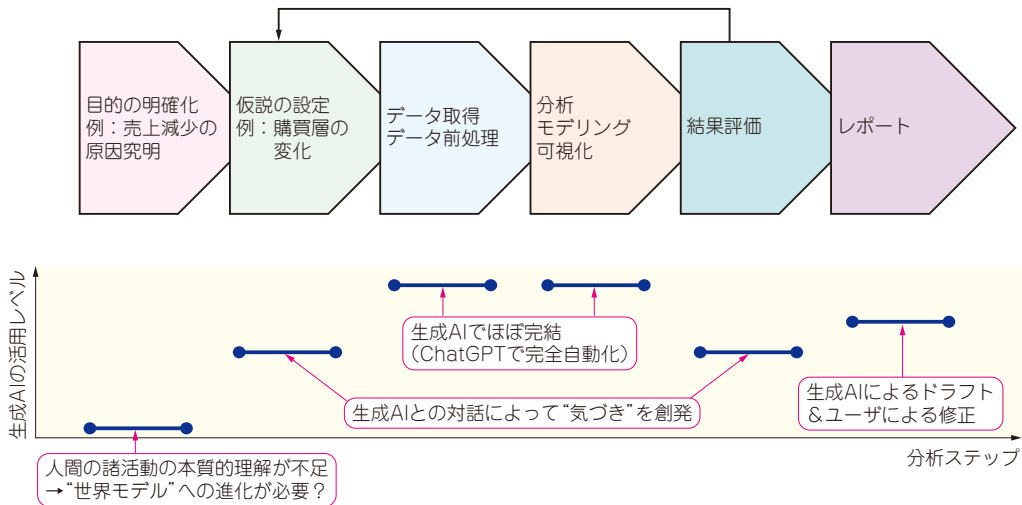 目的の明確化
例：売上減少の
原因究明
仮説の設定
例：購買層の
変化
データ取得
データ前処理
分析
モデリング
可視化
結果評価
レポート
生成AIの活用レベル
生成AIでほぼ完結
（ChatGPTで完全自動化）
生成AIとの対話によって“気づき”を創発
生成AIによるドラフト
＆ユーザによる修正
人間の諸活動の本質的理解が不足
→“世界モデル”への進化が必要？
分析ステップ